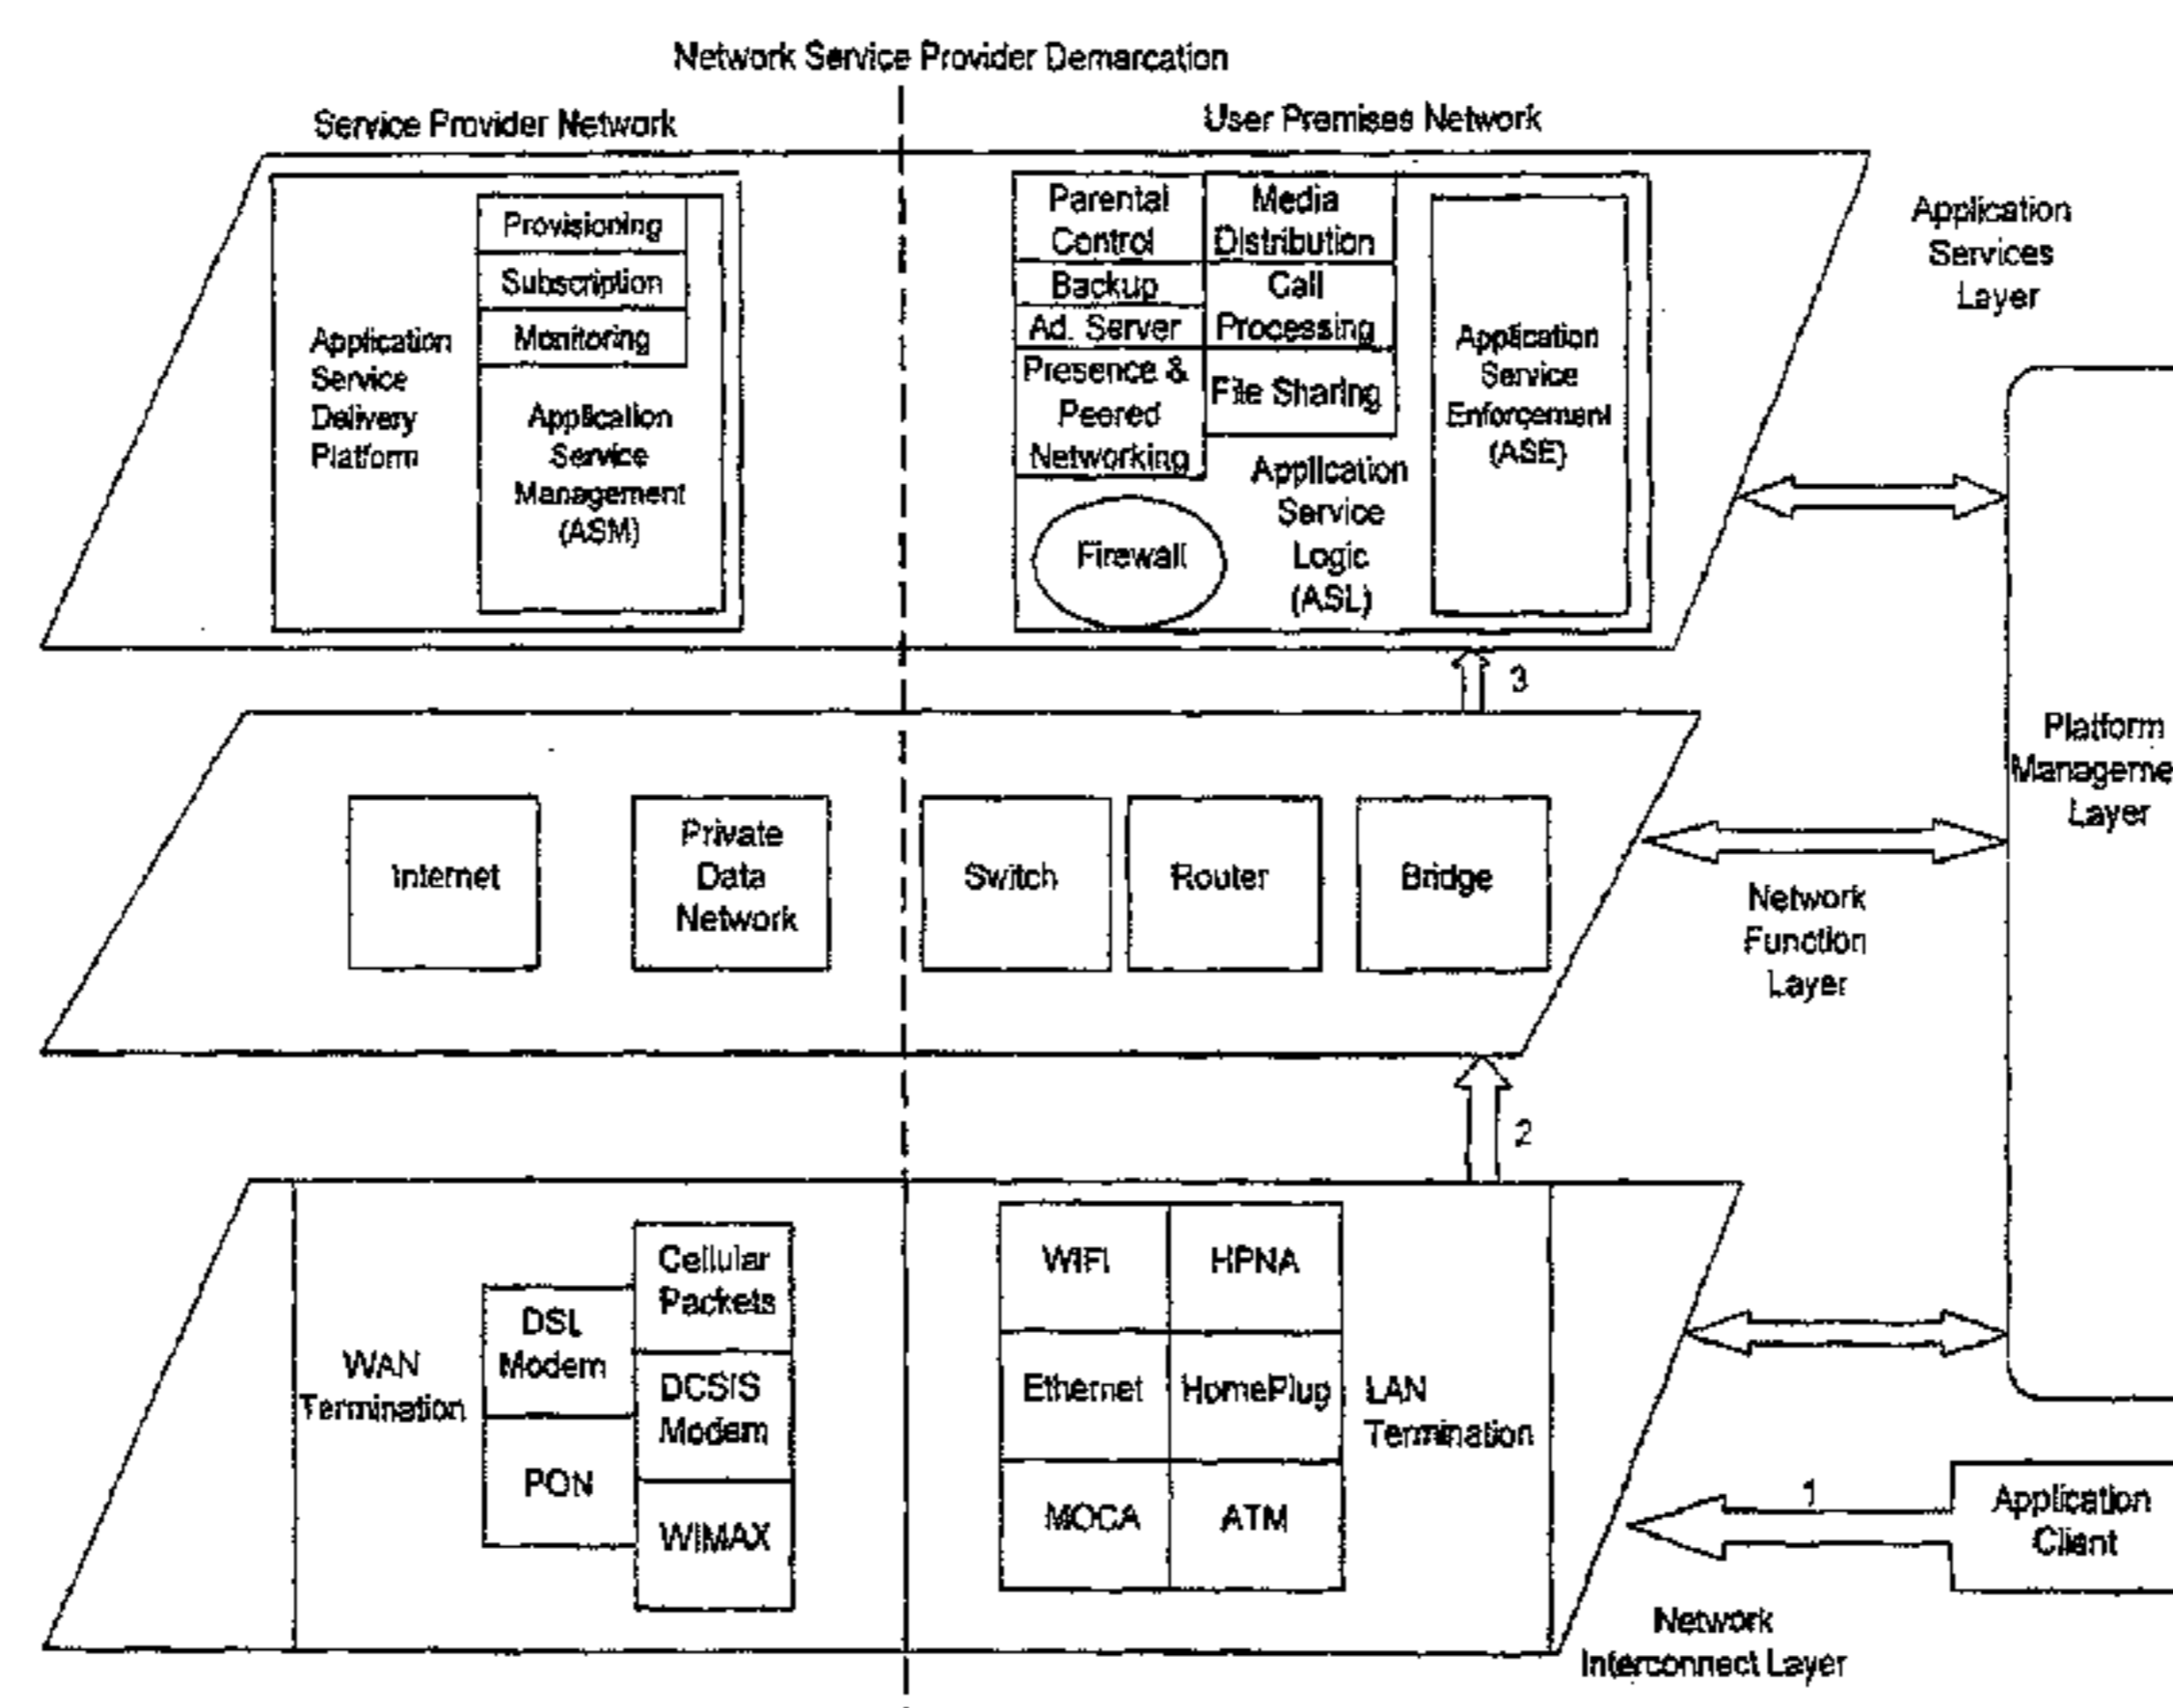 Network Service Provider Demarcation
Service Provider Network
User Premises Network
Application
Service
Delivery
Platform
Provisioning
Subscription
Monitoring
Application
Service
Management
(ASM)
Parental
Control
Backup
Ad. Server
Presence &
Peered
Networking
Media
Distribution
Call
Processing
File Sharing
Firewall
Application
Service
Logic
(ASL)
Application
Service
Enforcement
(ASE)
Application
Services
Layer
3
Internet
Private
Data
Network
Switch
Router
Bridge
Network
Function
Layer
Platform
Manageme
Layer
2
WAN
Termination
DSL
Modem
PON
Cellular
Packets
DCSIS
Modem
WIMAX
WIFI
HPNA
Ethernet
HomePlug
MOCA
ATM
LAN
Termination
1
Application
Client
Network
Interconnect Layer